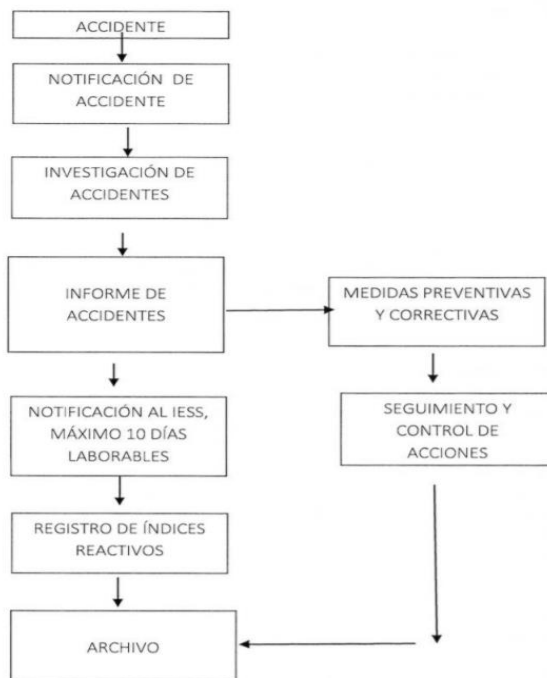 ACCIDENTE
NOTIFICACIÓN DE
ACCIDENTE
INVESTIGACIÓN DE
ACCIDENTES
INFORME DE
ACCIDENTES
MEDIDAS PREVENTIVAS
Y CORRECTIVAS
NOTIFICACIÓN AL IESS,
MÁXIMO 10 DÍAS
LABORABLES
SEGUIMIENTO Y
CONTROL DE
ACCIONES
REGISTRO DE ÍNDICES
REACTIVOS
ARCHIVO